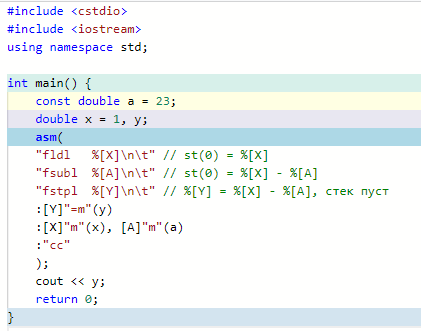 #include <cstdio>
#include <iostream>
using namespace std;

int main() {
    const double a = 23;
    double x = 1, y;
    asm(
    "fldl   %[X]\n\t" // st(0) = %[X]
    "fsubl  %[A]\n\t" // st(0) = %[X] - %[A]
    "fstpl  %[Y]\n\t" // %[Y] = %[X] - %[A], стек пуст
    :[Y]"=m"(y)
    :[X]"m"(x), [A]"m"(a)
    :"cc"
    );
    cout << y;
    return 0;
}